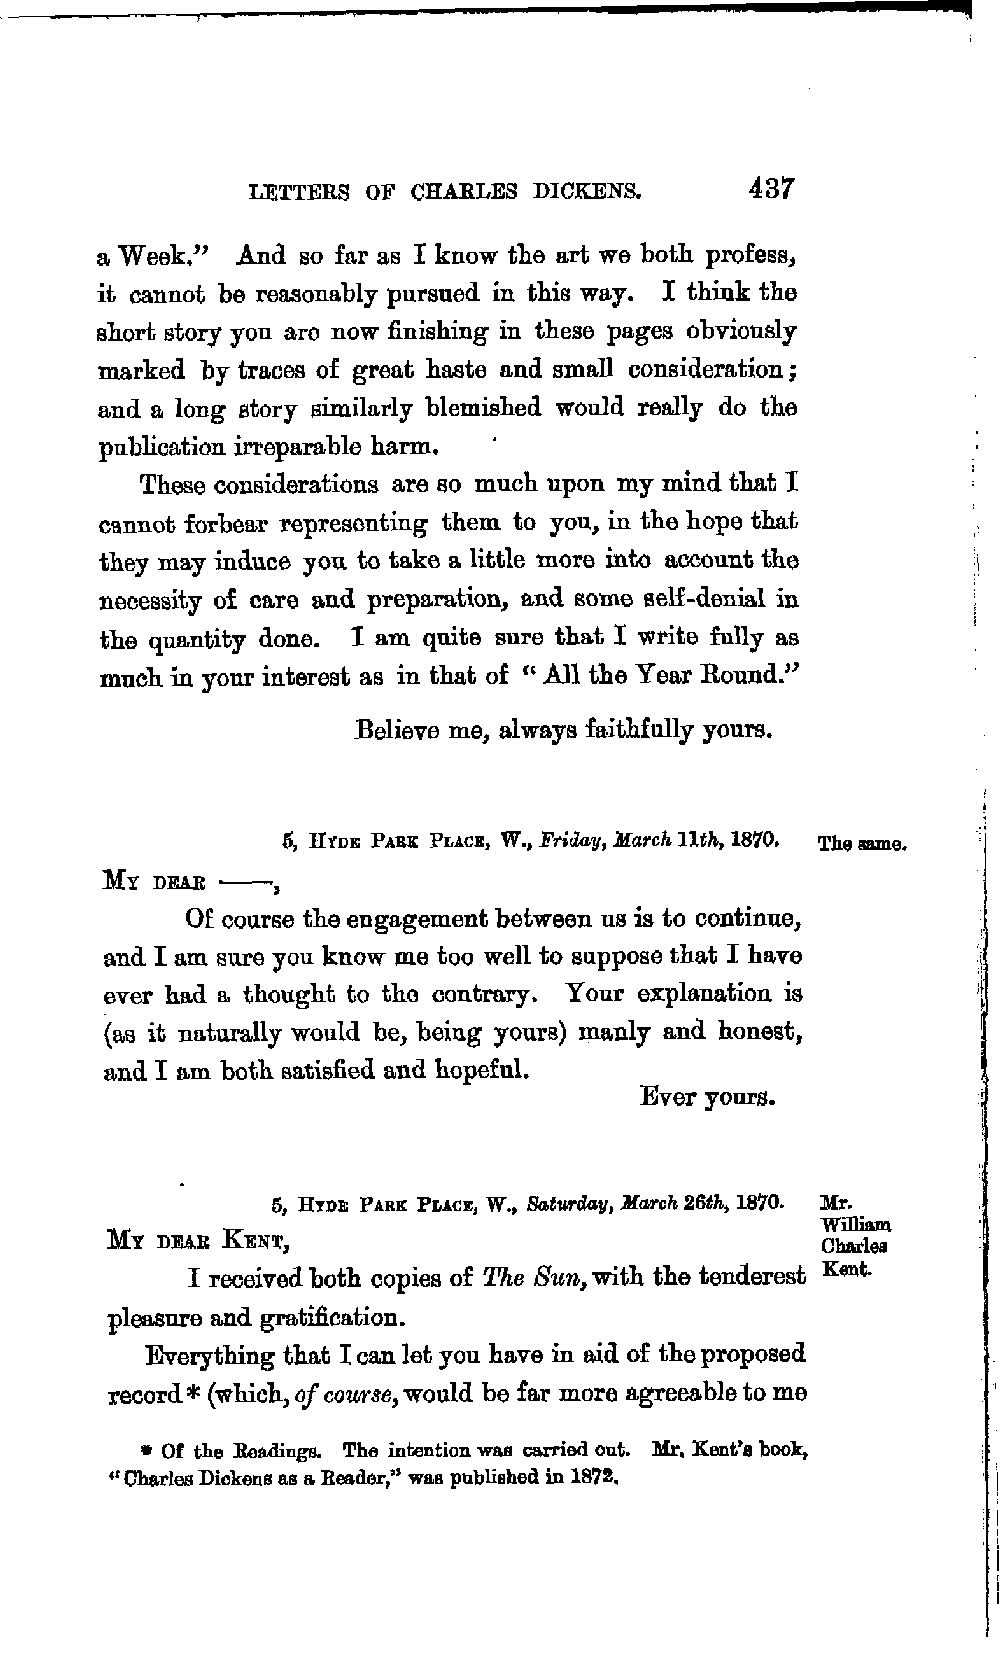 LETTERS OF CHARLES DICKENS. 437
a Week." And so far as I know the art we both profess,
it cannot be reasonably pursued in this way. I think the
short story you are now finishing in these pages obviously
marked by traces of great haste and small consideration;
and a long story similarly blemished would really do the
publication irreparable harm.
These considerations are so much upon my mind that I
cannot forbear representing them to you, in the hope that
they may induce you to take a little more into account the
necessity of care and preparation, and some self-denial in
the quantity done. I am quite sure that I write fully as
much in your interest as in that of "All the Year Round."
Believe me, always faithfully yours.
5, HYDE PARK PLACE, W., Friday, March 11th, 1870. The same.
MY DEAR ——,
Of course the engagement between us is to continue,
and I am sure you know me too well to suppose that I have
ever had a thought to the contrary. Your explanation is
(as it naturally would be, being yours) manly and honest,
and I am both satisfied and hopeful.
Ever yours.
5, HYDE PARK PLACE, W., Saturday, March 26th, 1870.
Mr.
William
Charles
Kent.
MY DEAR KENT,
I received both copies of The Sun, with the tenderest
pleasure and gratification.
Everything that I can let you have in aid of the proposed
record* (which, of course, would be far more agreeable to me
* Of the Readings. The intention was carried out. Mr. Kent's book,
"Charles Dickens as a Reader," was published in 1872.